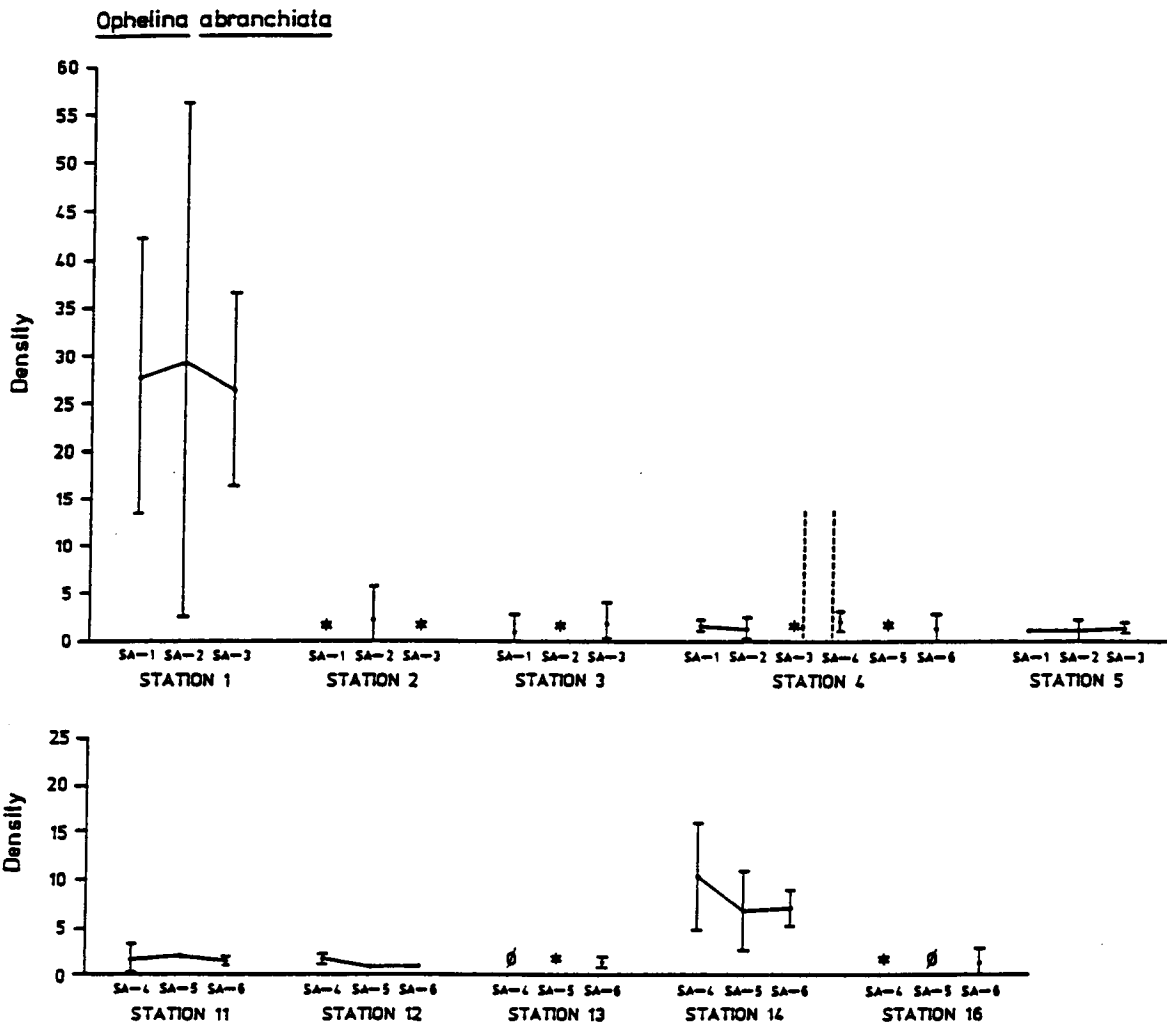 Ophelina abranchiata
60
55
50
45
40
35
30
25
20
15
10
5
0
Density
* * * * * *
SA-1 SA-2 SA-3 SA-1 SA-2 SA-3 SA-1 SA-2 SA-3 SA-1 SA-2 SA-3 SA-4 SA-5 SA-6 SA-1 SA-2 SA-3
STATION 1 STATION 2 STATION 3 STATION 4 STATION 5
25
20
15
10
5
0
Density
Ø * * Ø
SA-4 SA-5 SA-6 SA-4 SA-5 SA-6 SA-4 SA-5 SA-6 SA-4 SA-5 SA-6 SA-4 SA-5 SA-6
STATION 11 STATION 12 STATION 13 STATION 14 STATION 16